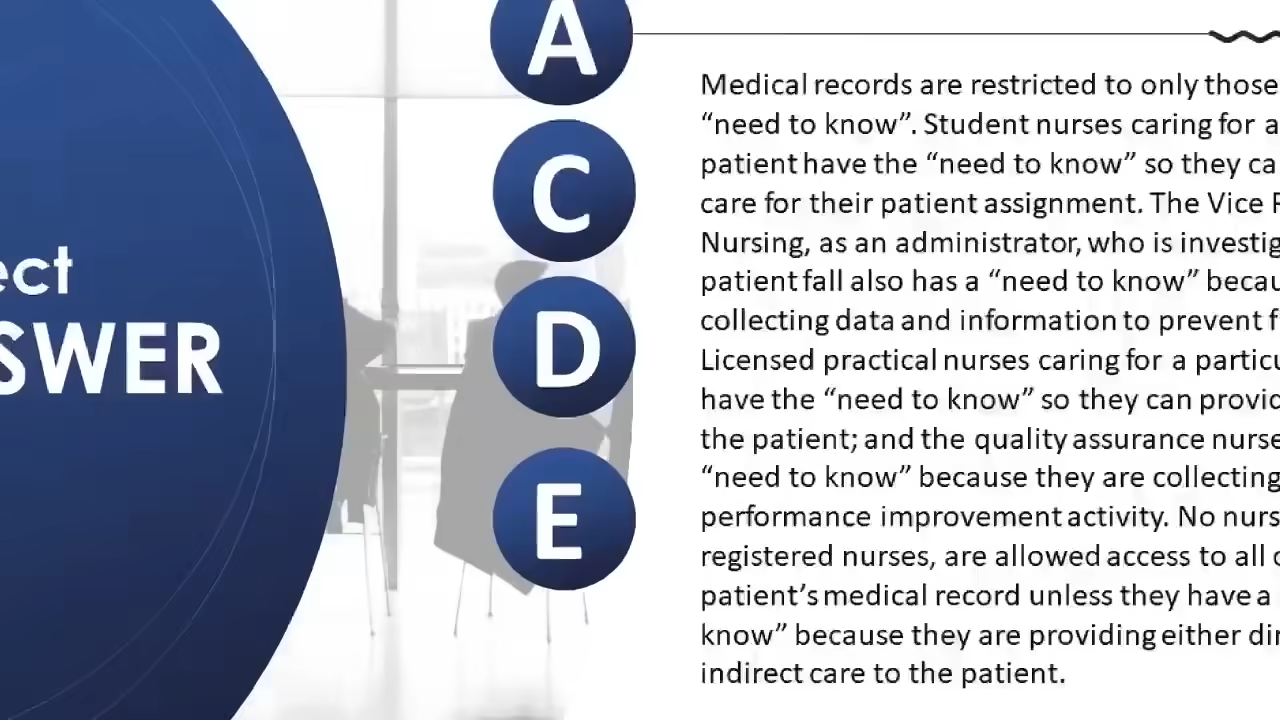 ect
SWER
A
C
D
E
Medical records are restricted to only those
“need to know”. Student nurses caring for a
patient have the “need to know” so they ca
care for their patient assignment. The Vice P
Nursing, as an administrator, who is investig
patient fall also has a “need to know” becau
collecting data and information to prevent f
Licensed practical nurses caring for a particu
have the “need to know” so they can provid
the patient; and the quality assurance nurse
“need to know” because they are collecting
performance improvement activity. No nurs
registered nurses, are allowed access to all o
patient’s medical record unless they have a
know” because they are providing either dir
indirect care to the patient.